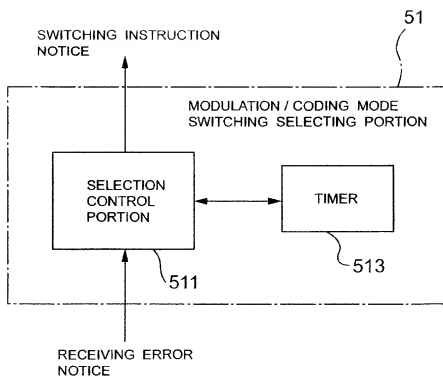 51
SWITCHING INSTRUCTION
NOTICE
MODULATION / CODING MODE
SWITCHING SELECTING PORTION
SELECTION
CONTROL
PORTION
TIMER
511
513
RECEIVING ERROR
NOTICE